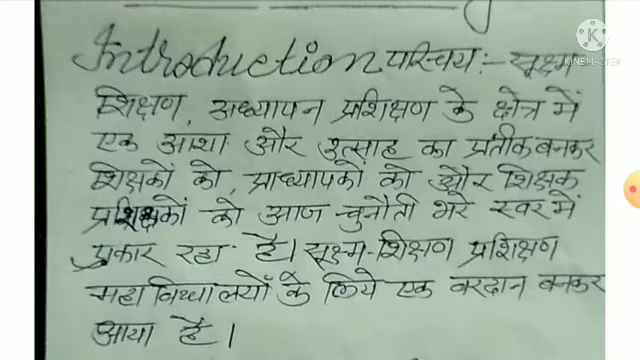 Introduction परिचय:- सूक्ष्म
शिक्षण, अध्यापन प्रशिक्षण के क्षेत्र में
एक आशा और उत्साह का प्रतीक बनकर
शिक्षकों को, प्राध्यापकों को और शिक्षक
प्रशिक्षकों को आज चुनौती भरे स्वर में
पुकार रहा है। सूक्ष्म-शिक्षण प्रशिक्षण
महाविद्यालयों के लिये एक वरदान बनकर
आया है।
KINEMASTER